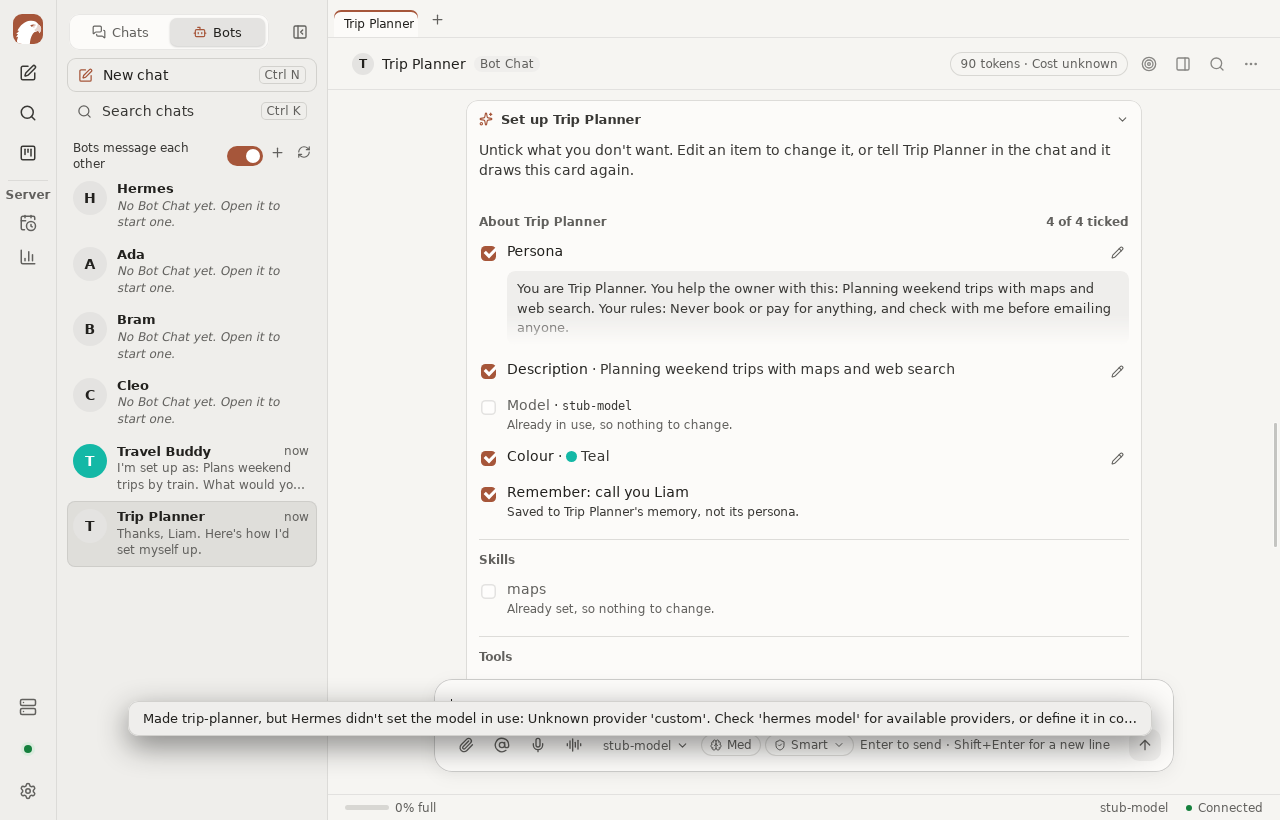 Chats
Bots
New chat
Ctrl N
Search chats
Ctrl K
Bots message each
other
Server
H
Hermes
No Bot Chat yet. Open it to
start one.
A
Ada
No Bot Chat yet. Open it to
start one.
B
Bram
No Bot Chat yet. Open it to
start one.
C
Cleo
No Bot Chat yet. Open it to
start one.
T
Travel Buddy
now
I'm set up as: Plans weekend
trips by train. What would yo…
T
Trip Planner
now
Thanks, Liam. Here's how I'd
set myself up.
Trip Planner
T
Trip Planner
Bot Chat
90 tokens · Cost unknown
Set up Trip Planner
Untick what you don't want. Edit an item to change it, or tell Trip Planner in the chat and it
draws this card again.
About Trip Planner
4 of 4 ticked
Persona
You are Trip Planner. You help the owner with this: Planning weekend trips with maps and
web search. Your rules: Never book or pay for anything, and check with me before emailing
anyone.
Description · Planning weekend trips with maps and web search
Model · stub-model
Already in use, so nothing to change.
Colour · Teal
Remember: call you Liam
Saved to Trip Planner's memory, not its persona.
Skills
maps
Already set, so nothing to change.
Tools
Made trip-planner, but Hermes didn't set the model in use: Unknown provider 'custom'. Check 'hermes model' for available providers, or define it in co…
stub-model
Med
Smart
Enter to send · Shift+Enter for a new line
0% full
stub-model
Connected